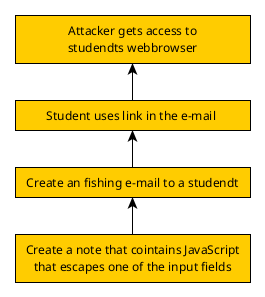 Attacker gets access to
studendts webbrowser
Student uses link in the e-mail
Create an fishing e-mail to a studendt
Create a note that cointains JavaScript
that escapes one of the input fields